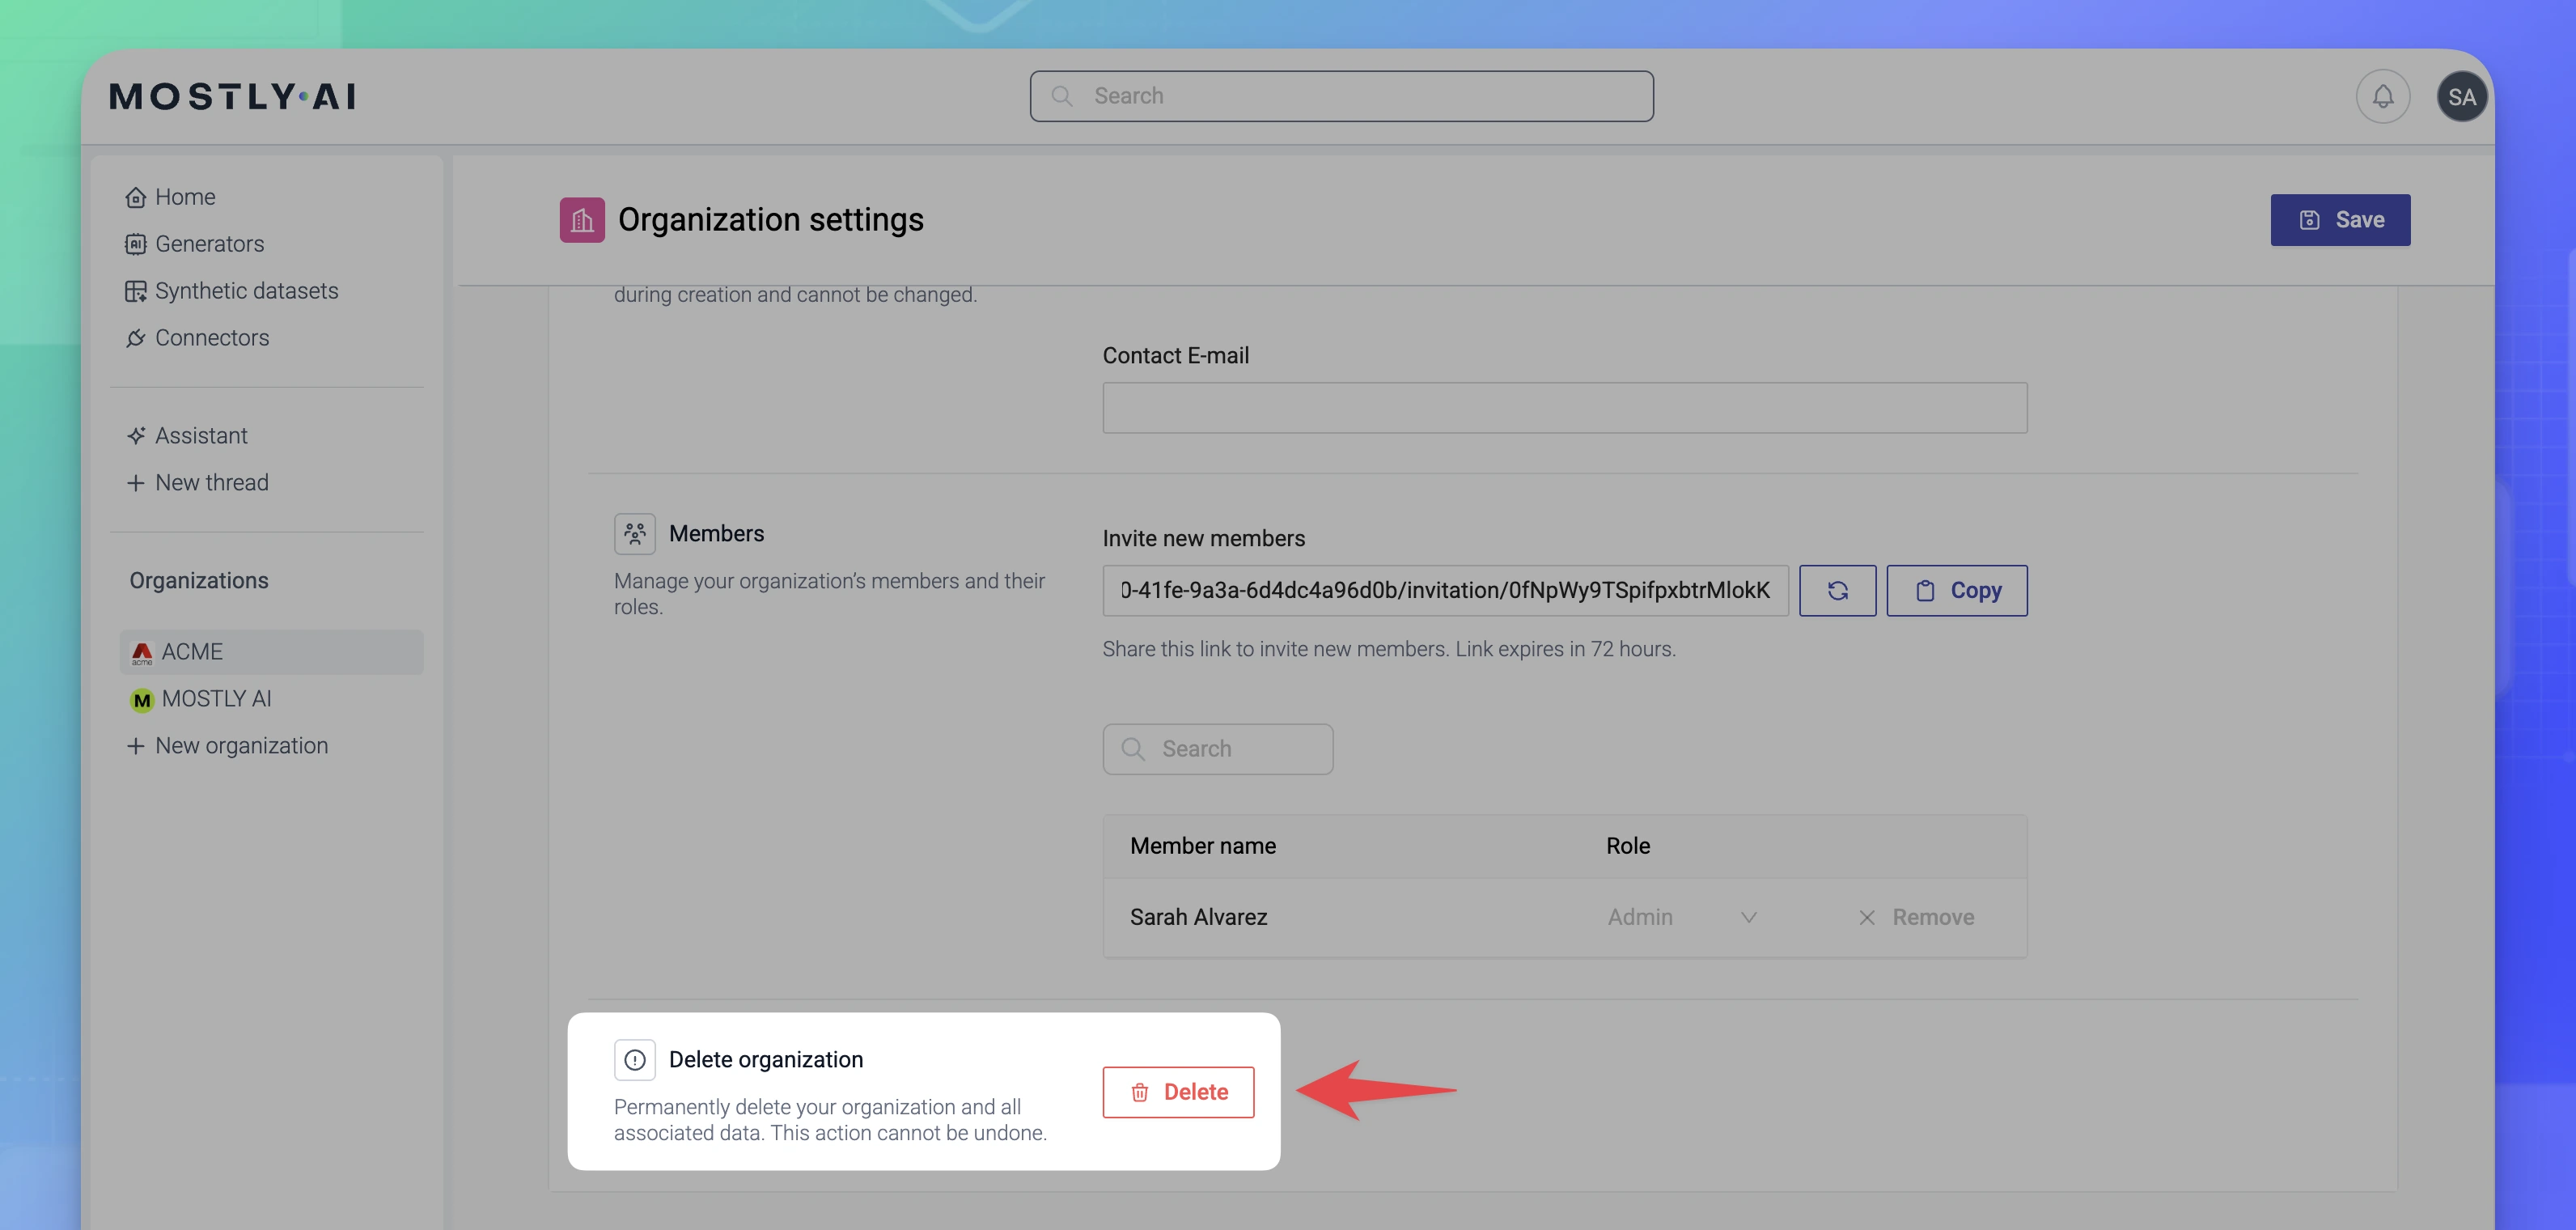 MOSTLY·AI
Search
SA
Home
Generators
Synthetic datasets
Connectors
Assistant
New thread
Organizations
acme
ACME
M
MOSTLY AI
New organization
Organization settings
Save
during creation and cannot be changed.
Contact E-mail
Members
Manage your organization’s members and their
roles.
Invite new members
0-41fe-9a3a-6d4dc4a96d0b/invitation/0fNpWy9TSpifpxbtrMlokK
Copy
Share this link to invite new members. Link expires in 72 hours.
Search
Member name Role
Sarah Alvarez Admin Remove
Delete organization
Permanently delete your organization and all
associated data. This action cannot be undone.
Delete